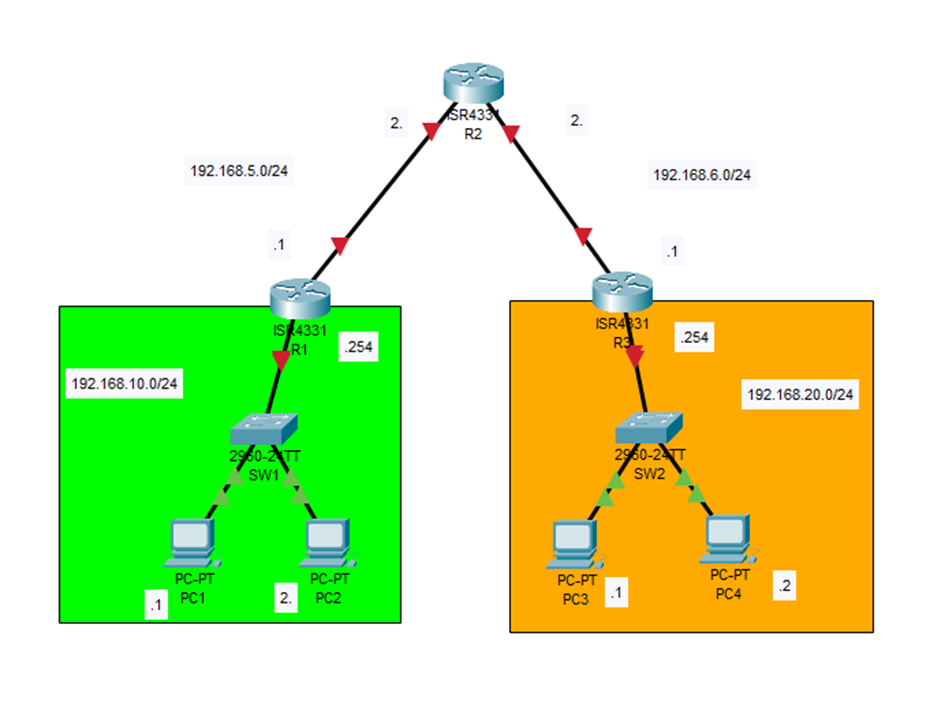 ISR4331
R2
2.
2.
192.168.5.0/24
192.168.6.0/24
.1
.1
ISR4331
R1
.254
ISR4331
R3
.254
192.168.10.0/24
192.168.20.0/24
2960-24TT
SW1
2960-24TT
SW2
PC-PT
PC1
.1
PC-PT
PC2
2.
PC-PT
PC3
.1
PC-PT
PC4
.2